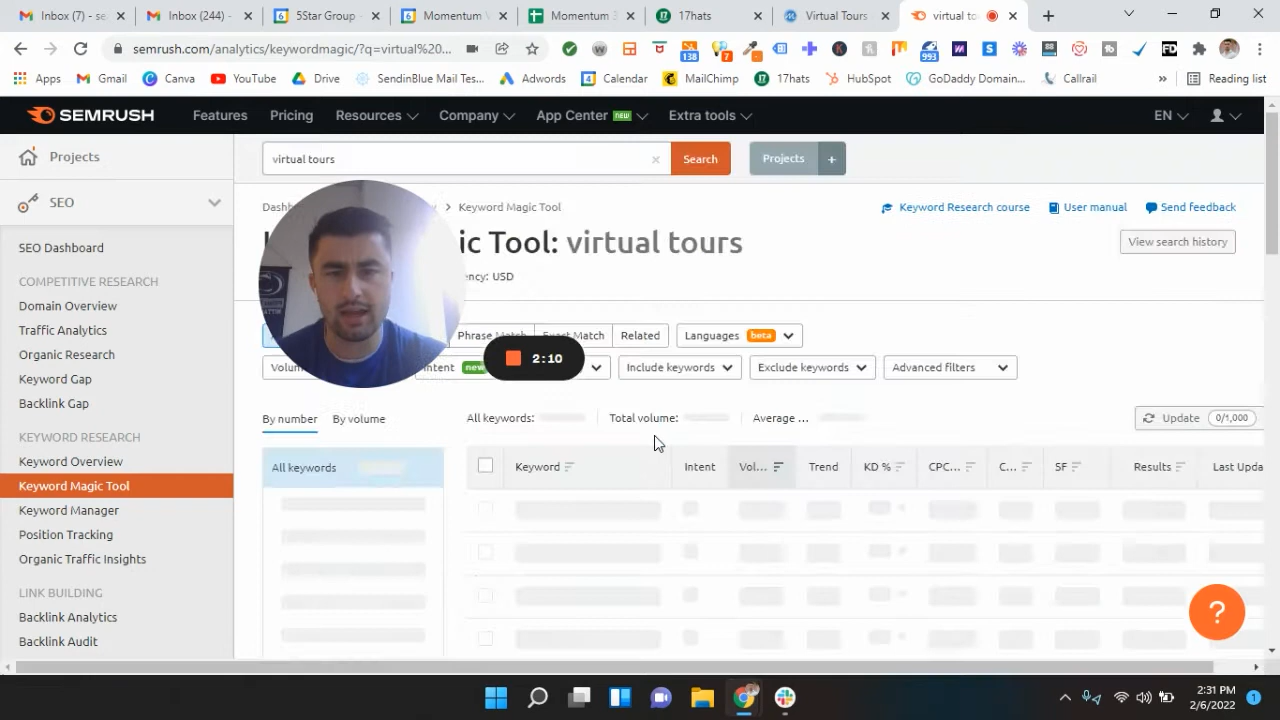 Inbox (7) - se
Inbox (244) -
5Star Group -
Momentum V
Momentum 3
17hats
Virtual Tours
virtual to
semrush.com/analytics/keywordmagic/?q=virtual%20...
138
7
993
Apps
Gmail
Canva
YouTube
Drive
SendinBlue Mail Tes...
Adwords
Calendar
MailChimp
17hats
HubSpot
GoDaddy Domain...
Callrail
»
Reading list
SEMRUSH
Features
Pricing
Resources
Company
App Center new
Extra tools
EN
Projects
virtual tours
Search
Projects +
SEO
Dashb
Keyword Magic Tool
Keyword Research course
User manual
Send feedback
ic Tool: virtual tours
View search history
ency: USD
SEO Dashboard
COMPETITIVE RESEARCH
Domain Overview
Traffic Analytics
Organic Research
Keyword Gap
Backlink Gap
KEYWORD RESEARCH
Keyword Overview
Keyword Magic Tool
Keyword Manager
Position Tracking
Organic Traffic Insights
LINK BUILDING
Backlink Analytics
Backlink Audit
Phrase Match
Exact Match
Related
Languages beta
Volum
Intent new
2:10
Include keywords
Exclude keywords
Advanced filters
By number
By volume
All keywords:
Total volume:
Average ...
Update 0/1,000
All keywords
Keyword
Intent
Vol...
Trend
KD %
CPC...
C...
SF
Results
Last Upda
?
2:31 PM
2/6/2022
1